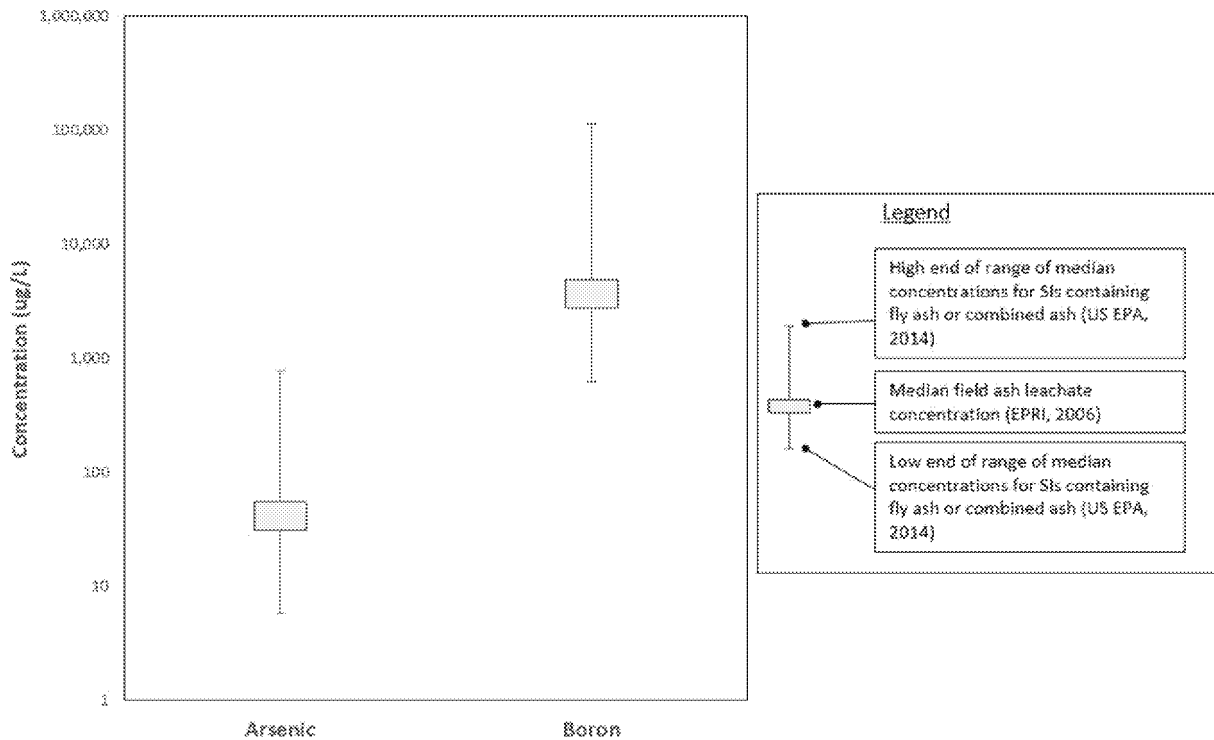 1,000,000
100,000
10,000
1,000
100
10
1
Concentration (ug/L)
Arsenic
Boron
Legend
High end of range of median
concentrations for SIs containing
fly ash or combined ash (US EPA,
2014)
Median field ash leachate
concentration (EPRI, 2006)
Low end of range of median
concentrations for SIs containing
fly ash or combined ash (US EPA,
2014)